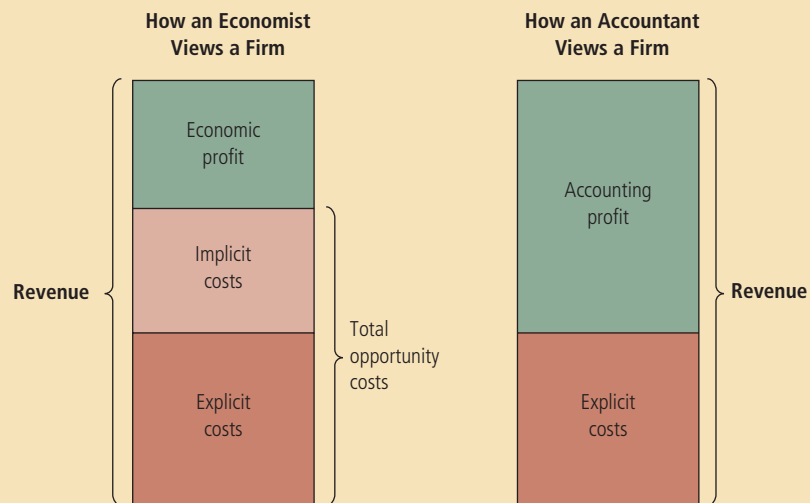 How an Economist
Views a Firm
How an Accountant
Views a Firm
Revenue
Economic
profit
Implicit
costs
Explicit
costs
Total
opportunity
costs
Accounting
profit
Explicit
costs
Revenue